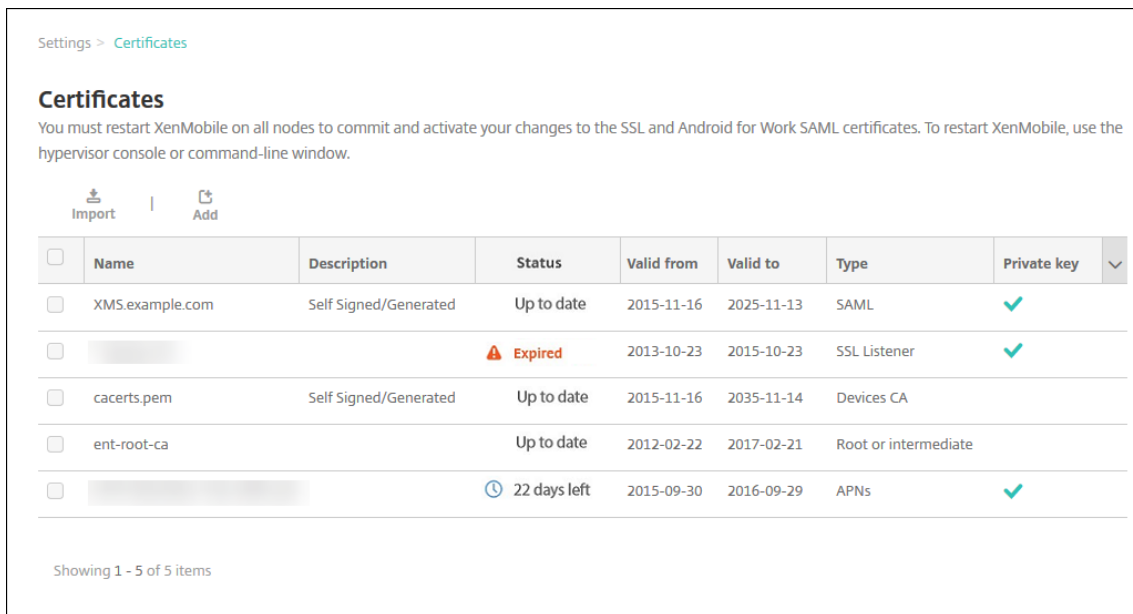 Settings > Certificates
Certificates
You must restart XenMobile on all nodes to commit and activate your changes to the SSL and Android for Work SAML certificates. To restart XenMobile, use the
hypervisor console or command-line window.
Import | Add
Name Description Status Valid from Valid to Type Private key
XMS.example.com Self Signed/Generated Up to date 2015-11-16 2025-11-13 SAML
Expired 2013-10-23 2015-10-23 SSL Listener
cacerts.pem Self Signed/Generated Up to date 2015-11-16 2035-11-14 Devices CA
ent-root-ca Up to date 2012-02-22 2017-02-21 Root or intermediate
22 days left 2015-09-30 2016-09-29 APNs
Showing 1 - 5 of 5 items